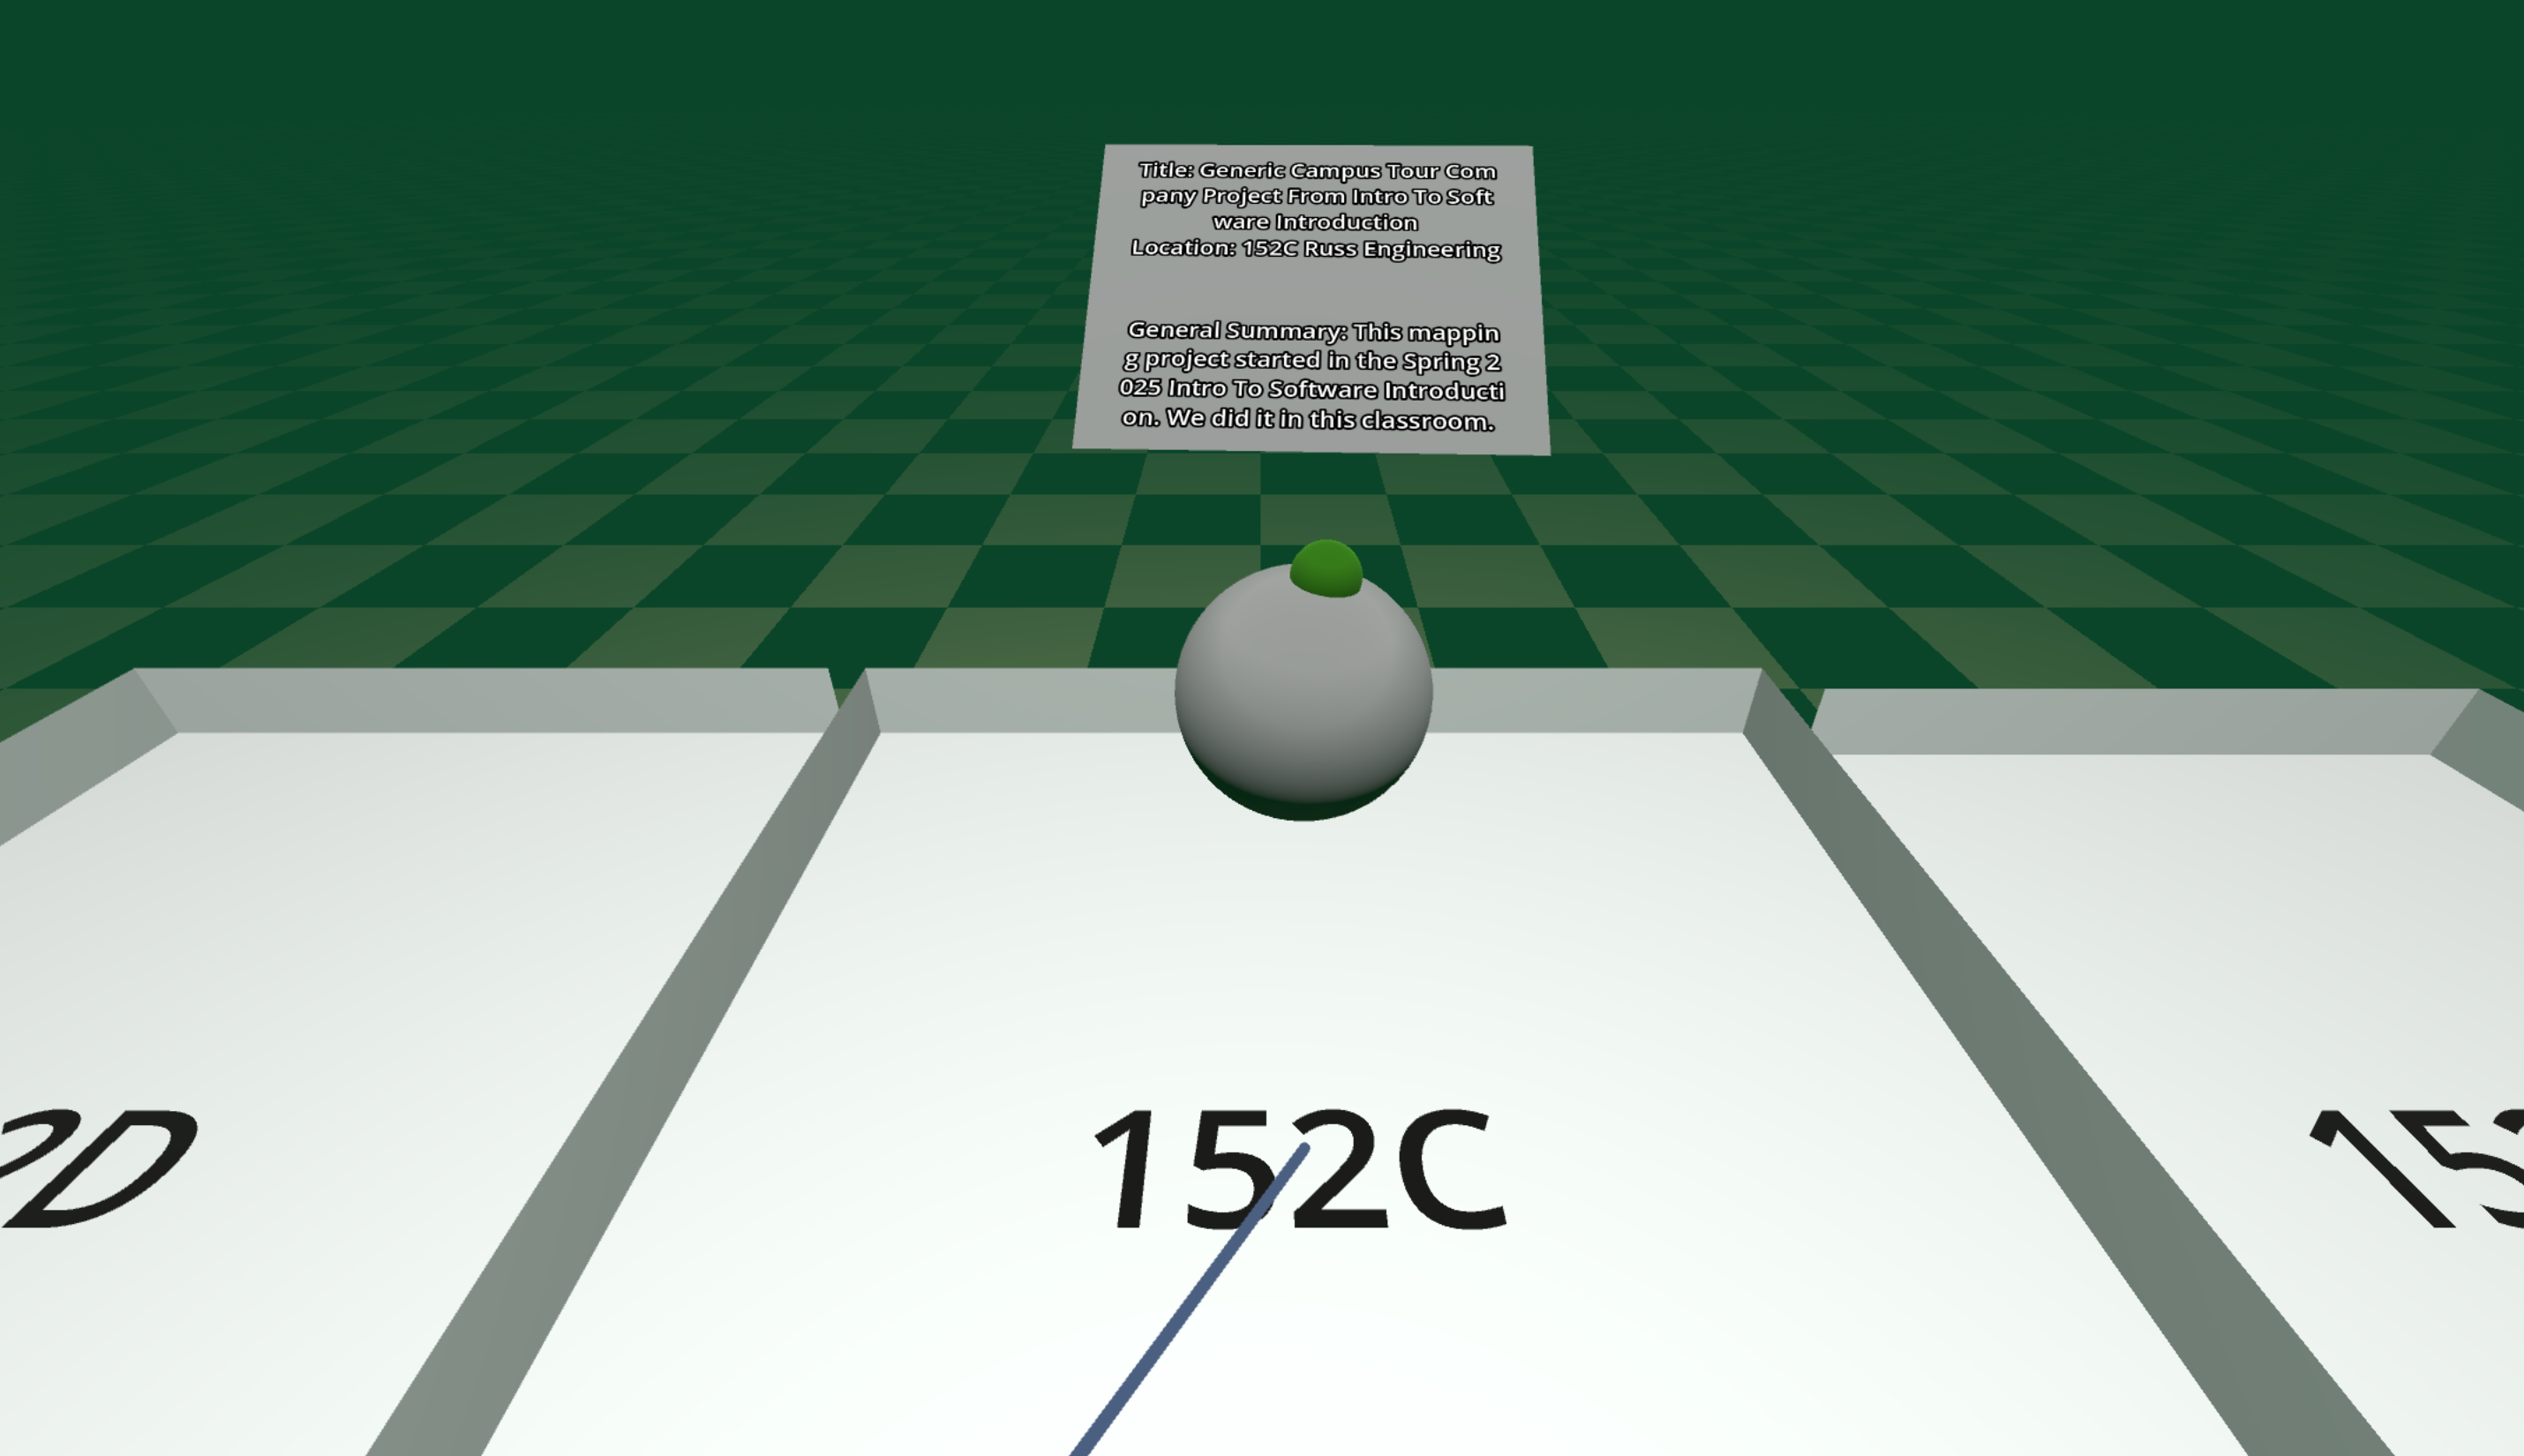 Title: Generic Campus Tour Com
pany Project From Intro To Soft
ware Introduction
Location: 152C Russ Engineering
General Summary: This mappin
g project started in the Spring 2
025 Intro To Software Introducti
on. We did it in this classroom.
2D 152C 15